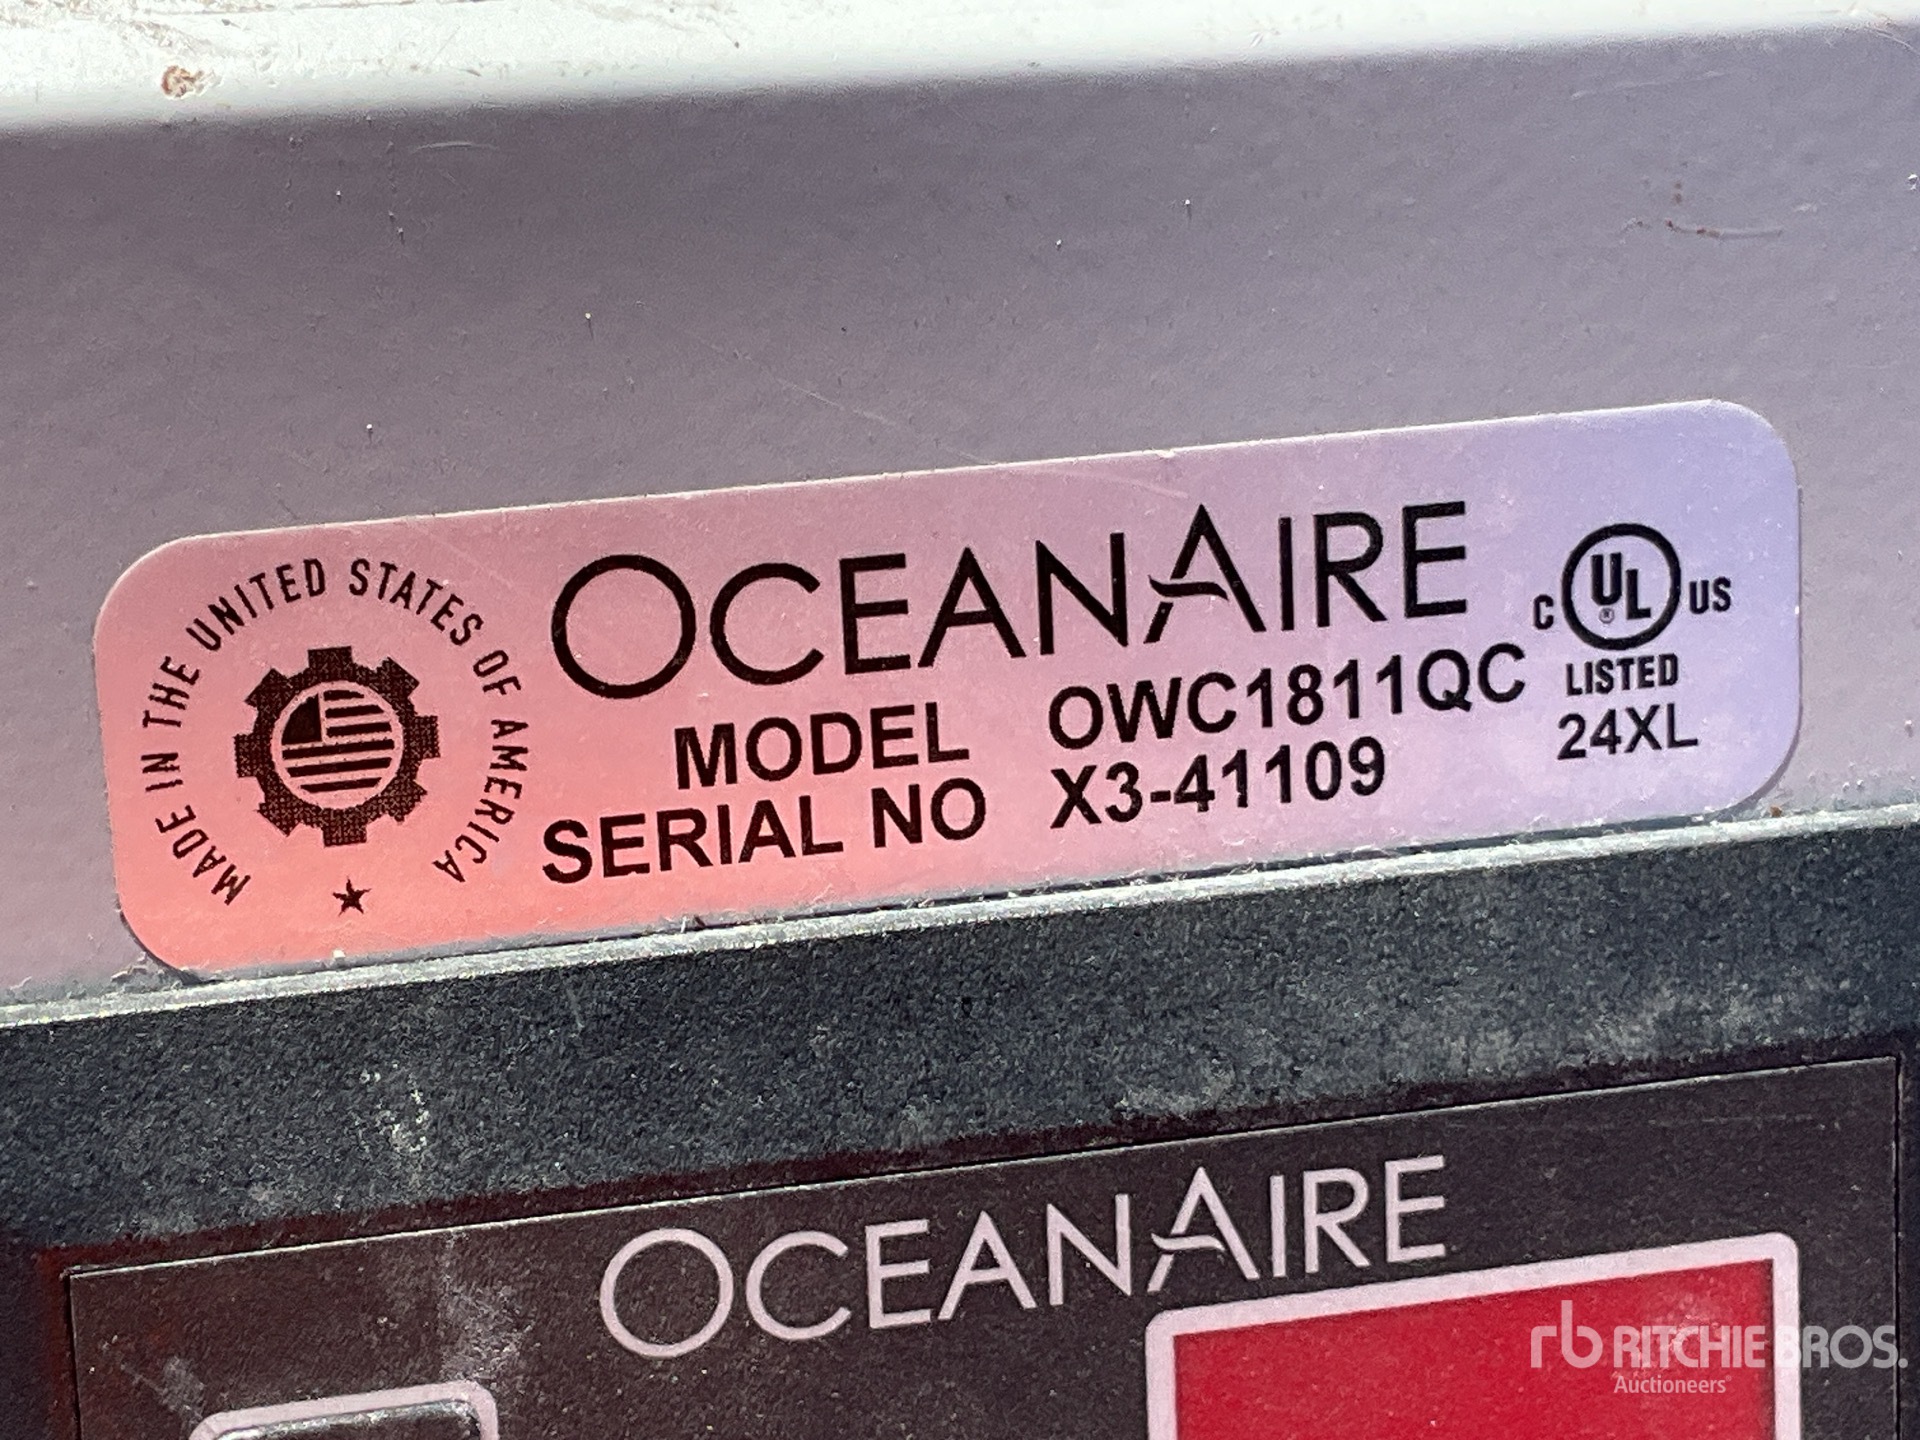 MADE IN THE UNITED STATES OF AMERICA
OCEANAIRE
MODEL OWC1811QC
SERIAL NO X3-41109
C UL® US
LISTED
24XL
OCEANAIRE
rb RITCHIE BROS.
Auctioneers